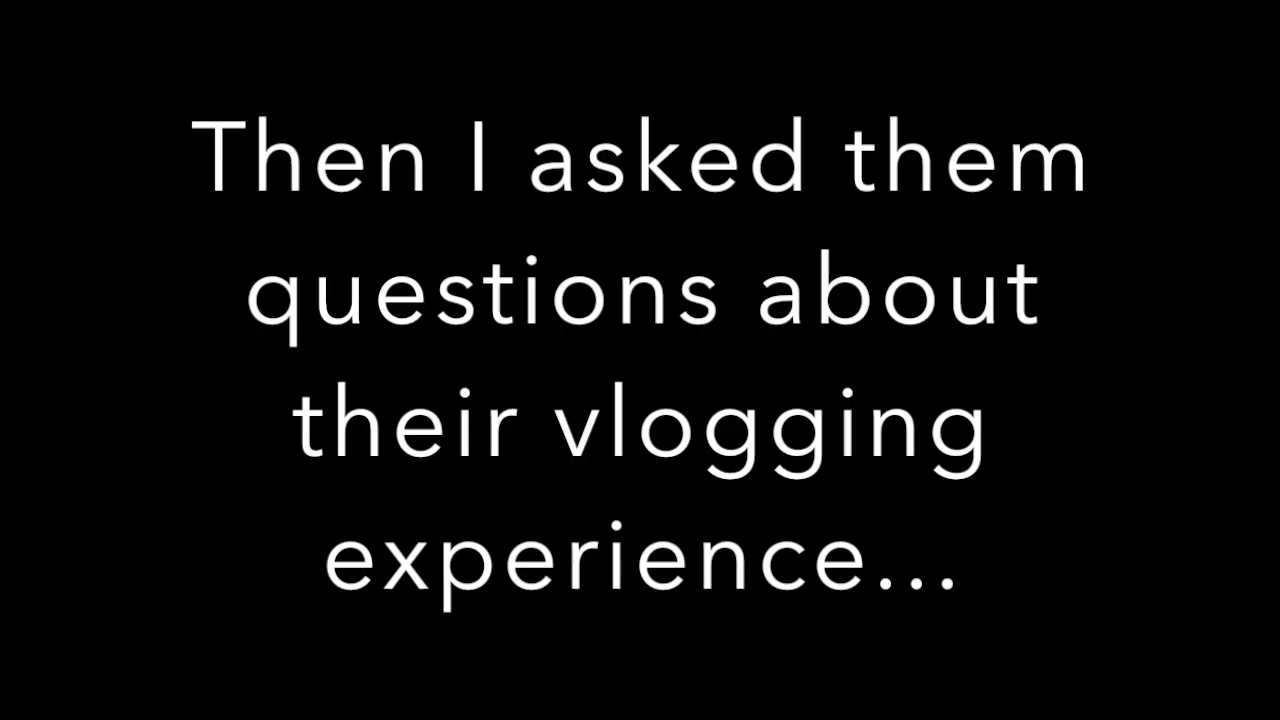 Then I asked them
questions about
their vlogging
experience...